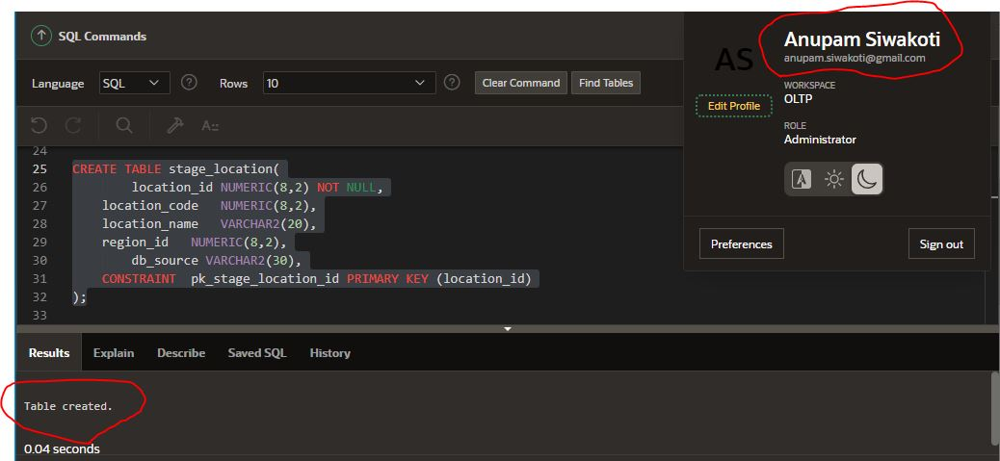 SQL Commands
Language SQL Rows 10 Clear Command Find Tables
A::
24
25 CREATE TABLE stage_location(
26 location_id NUMERIC(8,2) NOT NULL,
27 location_code NUMERIC(8,2),
28 location_name VARCHAR2(20),
29 region_id NUMERIC(8,2),
30 db_source VARCHAR2(30),
31 CONSTRAINT pk_stage_location_id PRIMARY KEY (location_id)
32 );
33
AS
Anupam Siwakoti
anupam.siwakoti@gmail.com
Edit Profile
WORKSPACE
OLTP
ROLE
Administrator
A
Preferences Sign out
Results Explain Describe Saved SQL History
Table created.
0.04 seconds